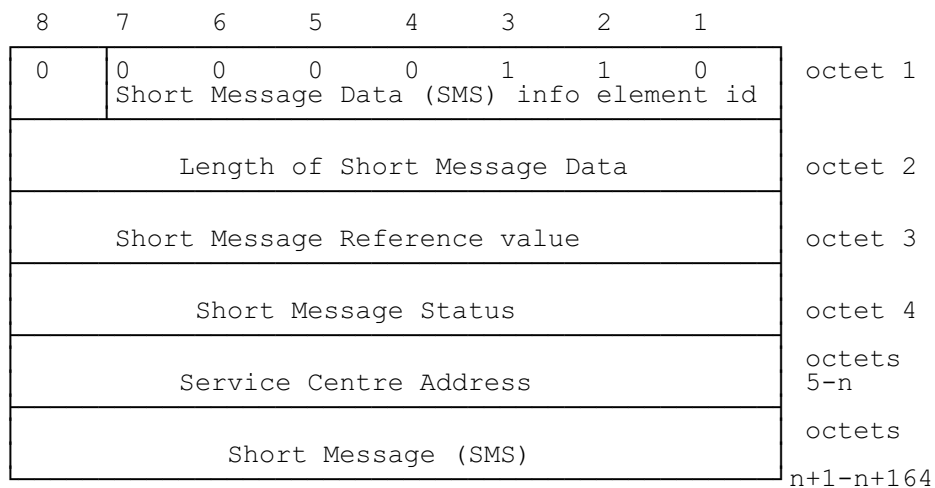 8 7 6 5 4 3 2 1
0 0 0 0 0 1 1 0 octet 1
Short Message Data (SMS) info element id
Length of Short Message Data octet 2
Short Message Reference value octet 3
Short Message Status octet 4
octets
Service Centre Address 5-n
octets
Short Message (SMS)
n+1-n+164